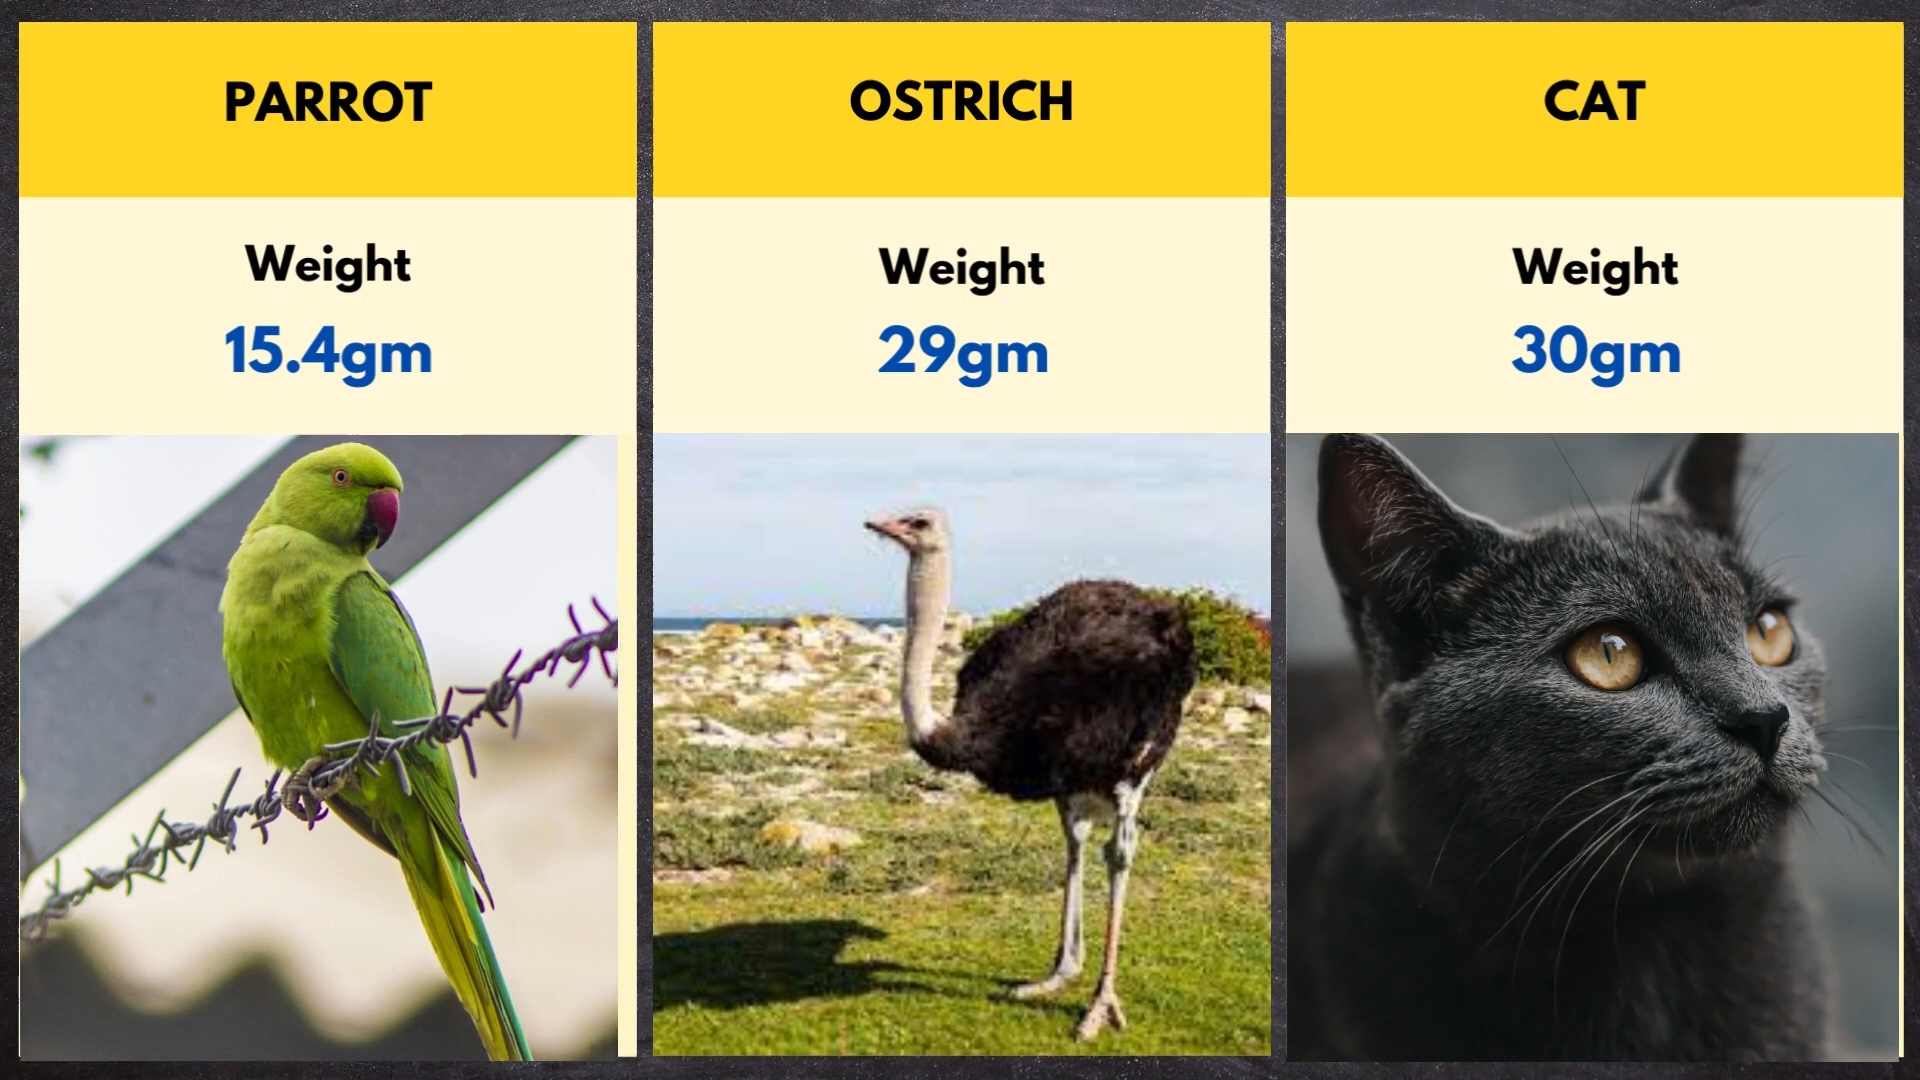 PARROT
Weight
15.4gm
OSTRICH
Weight
29gm
CAT
Weight
30gm